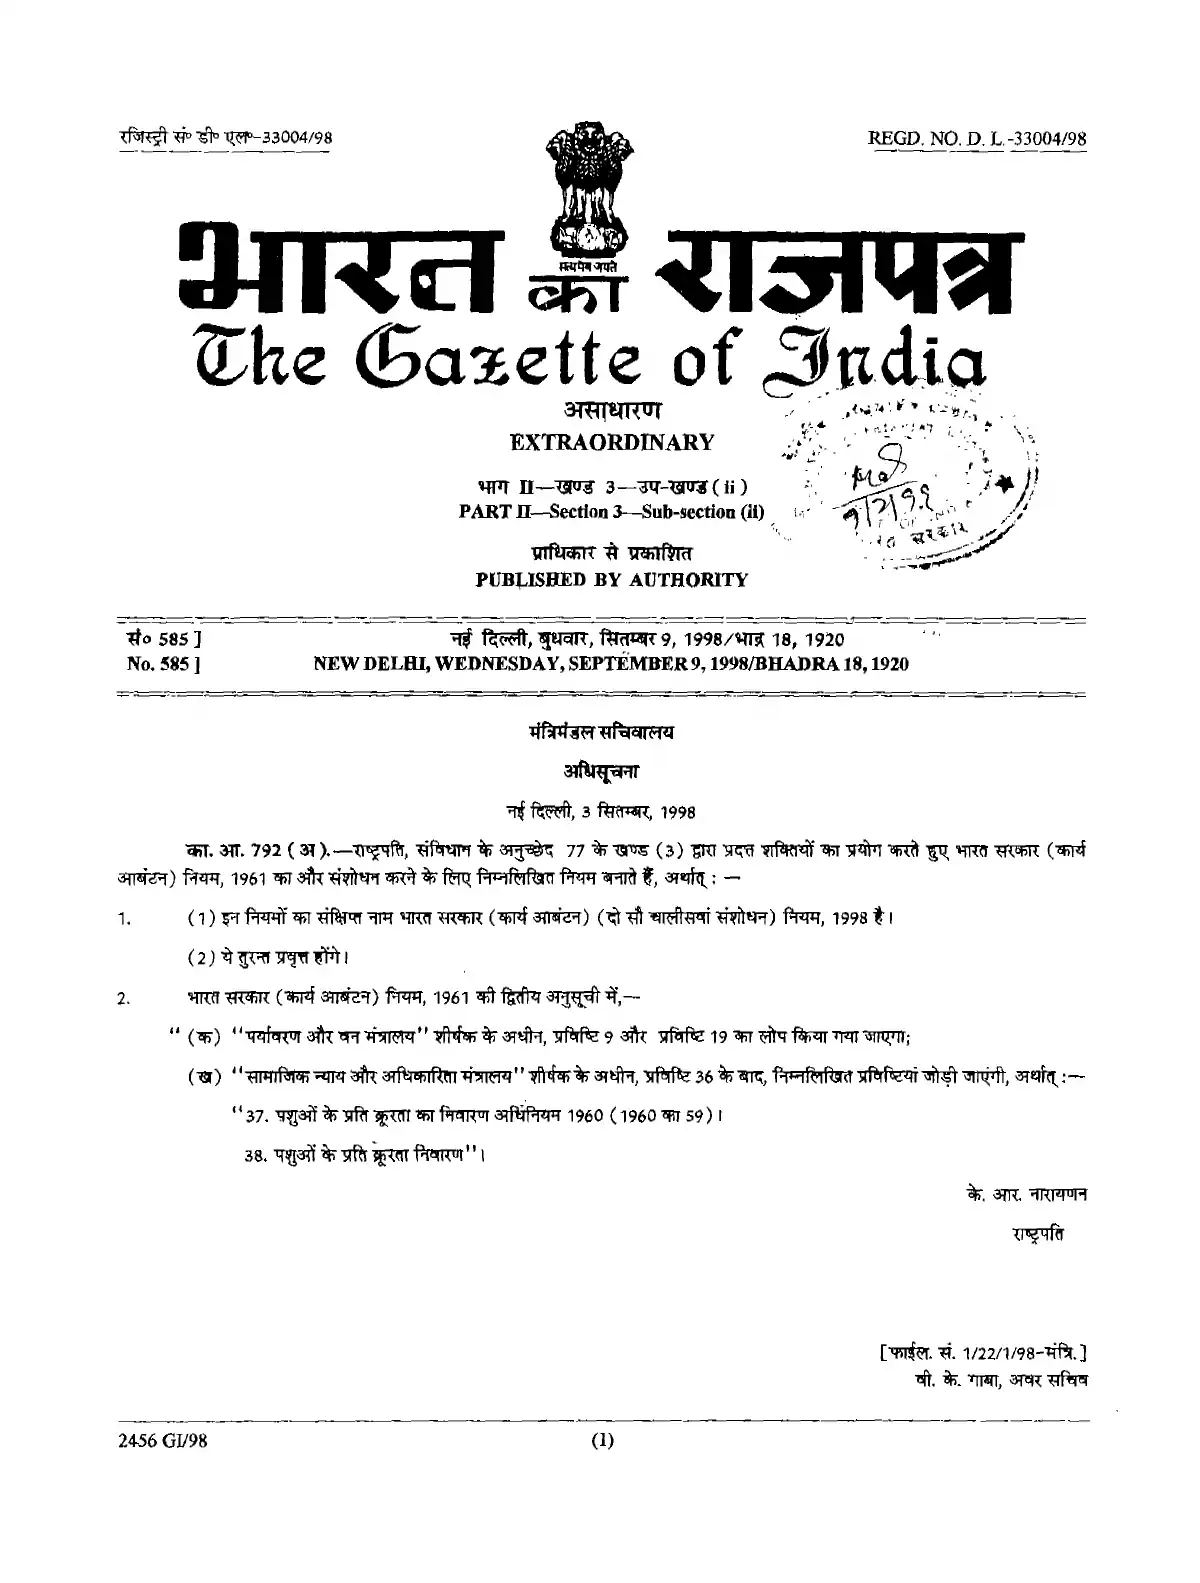 रजिस्ट्री सं० डी० एल०-33004/98
REGD. NO. D. L.-33004/98
सत्यमेव जयते
भारत का राजपत्र
The Gazette of India
असाधारण
EXTRAORDINARY
भाग II—खण्ड 3—उप-खण्ड ( ii )
PART II—Section 3—Sub-section (ii)
प्राधिकार से प्रकाशित
PUBLISHED BY AUTHORITY
सं० 585 ]
नई दिल्ली, बुधवार, सितम्बर 9, 1998/भाद्र 18, 1920
No. 585 ]
NEW DELHI, WEDNESDAY, SEPTEMBER 9, 1998/BHADRA 18, 1920
मंत्रिमंडल सचिवालय
अधिसूचना
नई दिल्ली, 3 सितम्बर, 1998
का. आ. 792 ( अ ).—राष्ट्रपति, संविधान के अनुच्छेद 77 के खण्ड (3) द्वारा प्रदत्त शक्तियों का प्रयोग करते हुए भारत सरकार (कार्य
आबंटन) नियम, 1961 का और संशोधन करने के लिए निम्नलिखित नियम बनाते हैं, अर्थात् : —
1. (1) इन नियमों का संक्षिप्त नाम भारत सरकार (कार्य आबंटन) (दो सौ चालीसवां संशोधन) नियम, 1998 है।
(2) ये तुरन्त प्रवृत्त होंगे।
2. भारत सरकार (कार्य आबंटन) नियम, 1961 की द्वितीय अनुसूची में,—
" (क) "पर्यावरण और वन मंत्रालय" शीर्षक के अधीन, प्रविष्टि 9 और प्रविष्टि 19 का लोप किया गया जाएगा;
(ख) "सामाजिक न्याय और अधिकारिता मंत्रालय" शीर्षक के अधीन, प्रविष्टि 36 के बाद, निम्नलिखित प्रविष्टियां जोड़ी जाएंगी, अर्थात् :—
"37. पशुओं के प्रति क्रूरता का निवारण अधिनियम 1960 (1960 का 59)।
38. पशुओं के प्रति क्रूरता निवारण"।
के. आर. नारायणन
राष्ट्रपति
[फाईल. सं. 1/22/1/98-मंत्रि.]
वी. के. गाबा, अवर सचिव
2456 GI/98
(1)